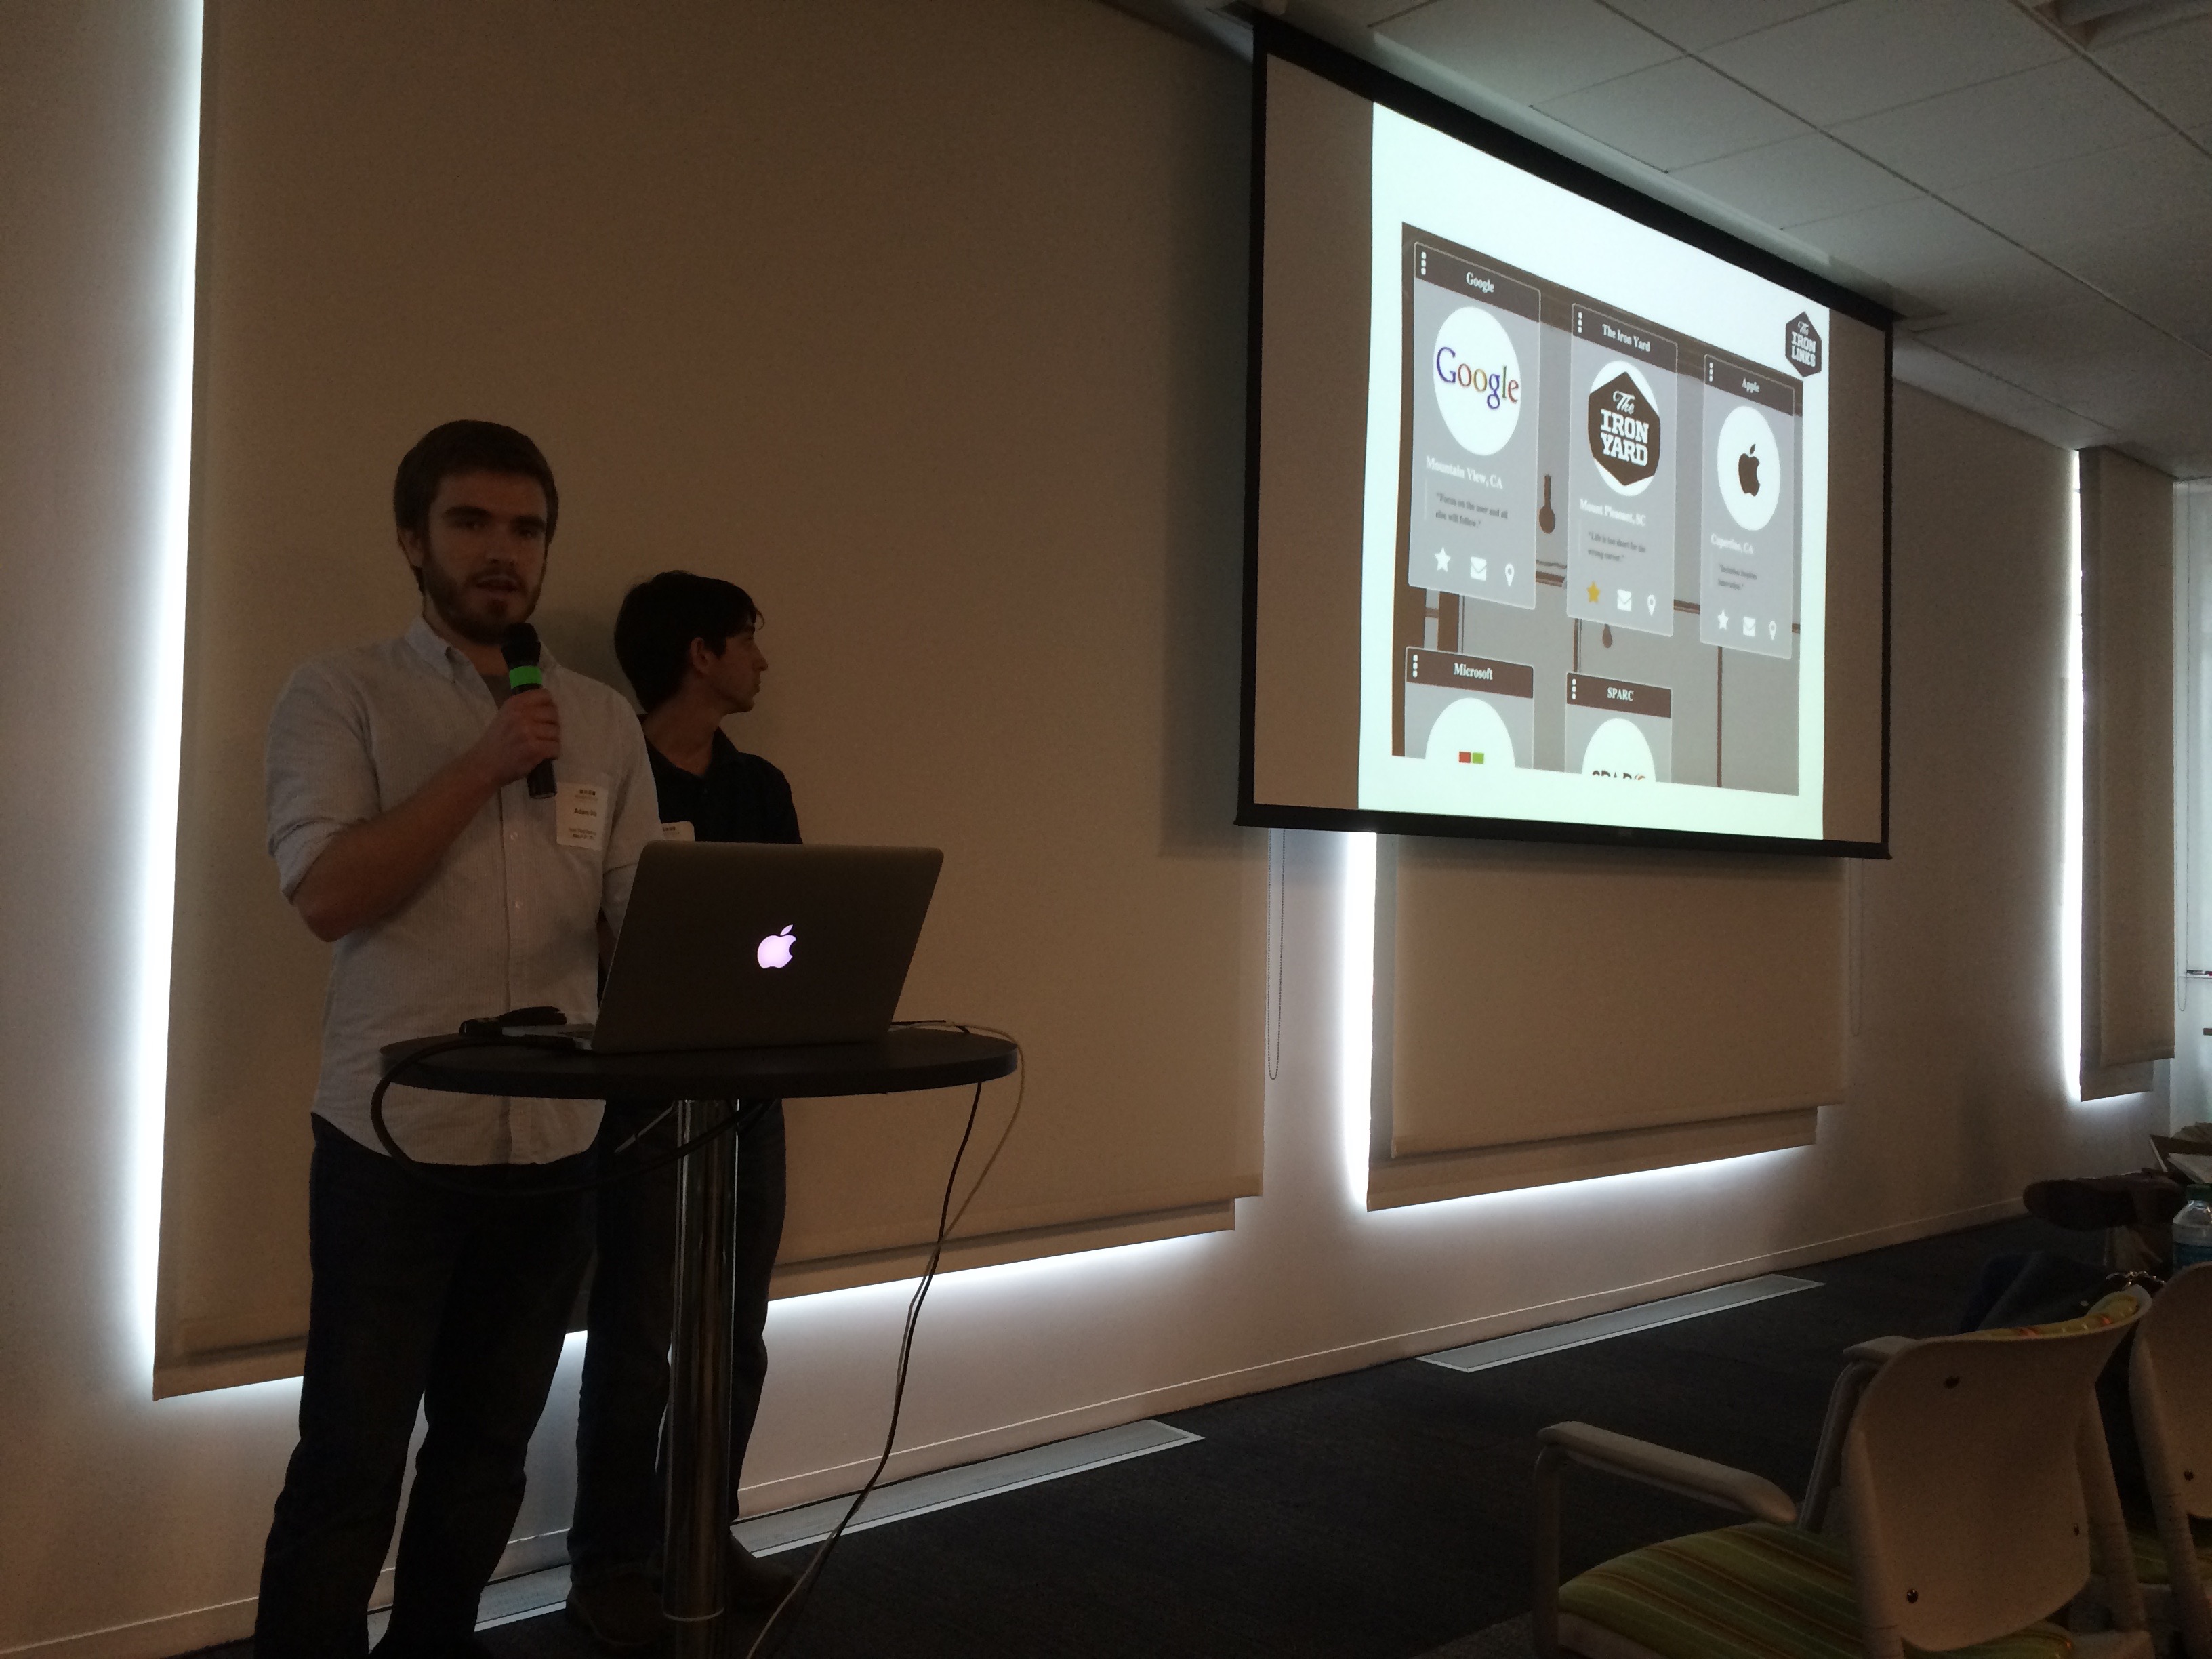 Google
Google
Mountain View, CA
"Focus on the user and all
else will follow."
The Iron Yard
The
IRON
YARD
Mount Pleasant, SC
"Life is too short for the
wrong career."
Apple
Cupertino, CA
The
IRON
LINKS
Microsoft
SPARC
Adam